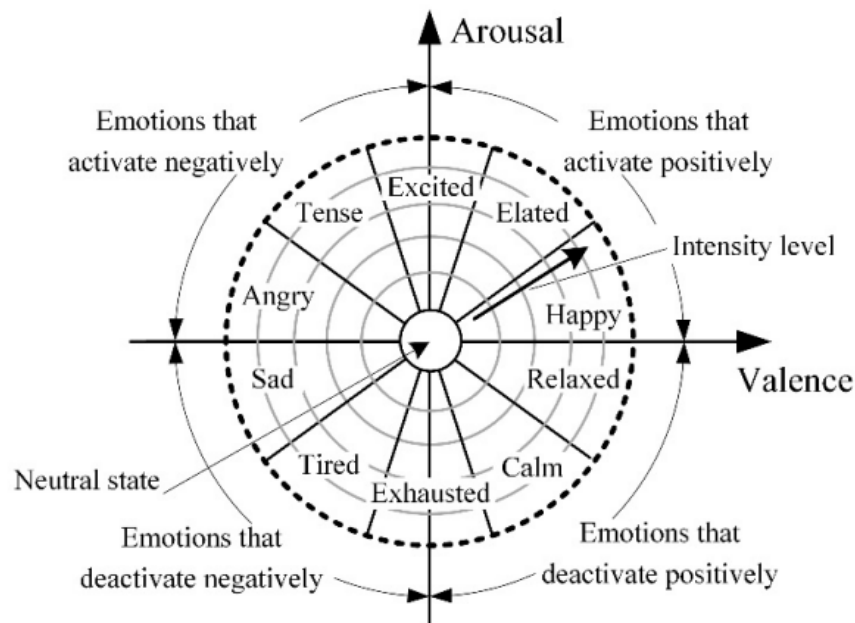 Arousal
Emotions that
activate negatively
Emotions that
activate positively
Excited
Tense
Elated
Intensity level
Angry
Happy
Sad
Relaxed
Valence
Neutral state
Tired
Calm
Exhausted
Emotions that
deactivate negatively
Emotions that
deactivate positively